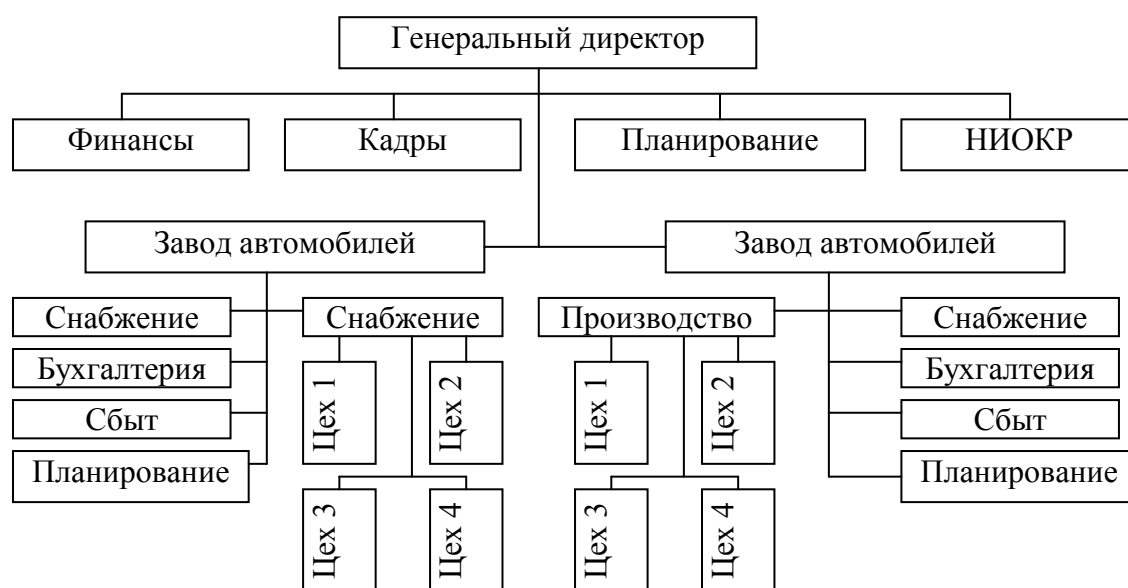 Генеральный директор
Финансы
Кадры
Планирование
НИОКР
Завод автомобилей
Завод автомобилей
Снабжение
Снабжение
Производство
Снабжение
Бухгалтерия
Цех 1
Цех 2
Цех 1
Цех 2
Бухгалтерия
Сбыт
Сбыт
Планирование
Планирование
Цех 3
Цех 4
Цех 3
Цех 4